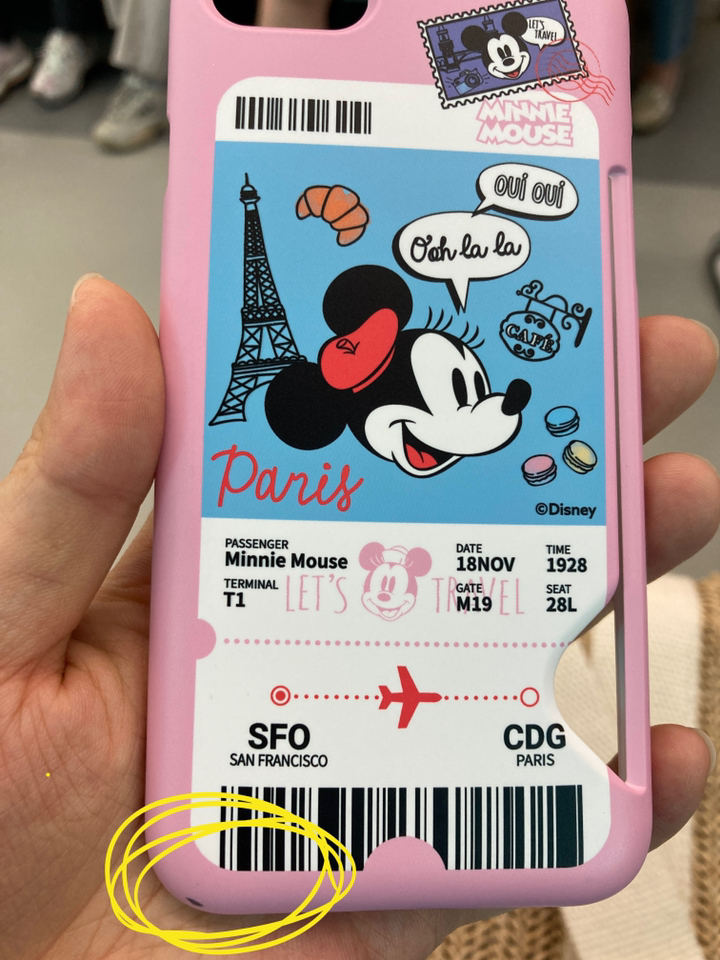 LET'S
TRAVEL
MINNIE
MOUSE
OUI OUI
Ooh la la
CAFÉ
Paris
©Disney
PASSENGER
Minnie Mouse
DATE
18NOV
TIME
1928
TERMINAL
T1
LET'S TRAVEL
GATE
M19
SEAT
28L
SFO
SAN FRANCISCO
CDG
PARIS